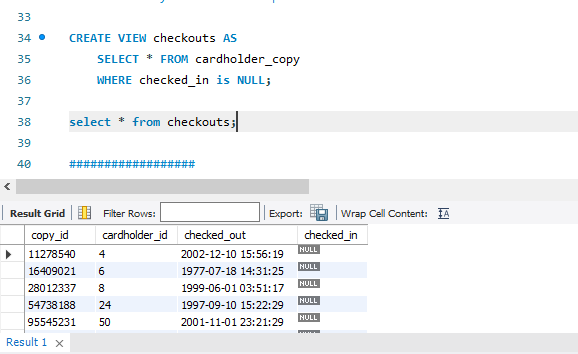 33
34 CREATE VIEW checkouts AS
35 SELECT * FROM cardholder_copy
36 WHERE checked_in is NULL;
37
38 select * from checkouts;
39
40 ##################
Result Grid Filter Rows: Export: Wrap Cell Content:
copy_id cardholder_id checked_out checked_in
11278540 4 2002-12-10 15:56:19 NULL
16409021 6 1977-07-18 14:31:25 NULL
28012337 8 1999-06-01 03:51:17 NULL
54738188 24 1997-09-10 15:22:29 NULL
95545231 50 2001-11-01 23:21:29 NULL
Result 1